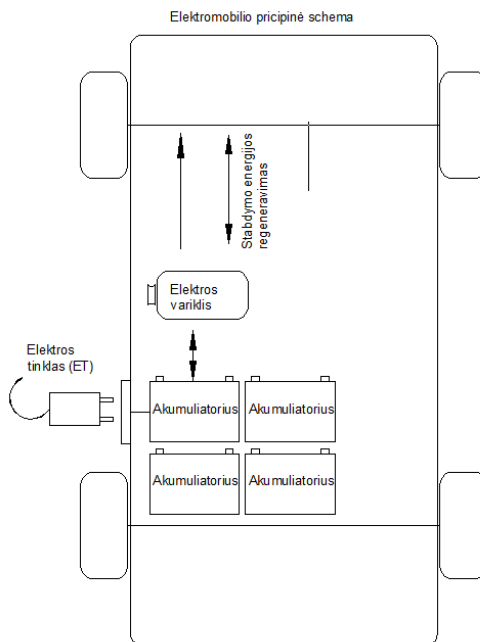 Elektromobilio pricipinė schema
Stabdymo energijos
regeneravimas
Elektros
variklis
Elektros
tinklas (ET)
Akumuliatorius
Akumuliatorius
Akumuliatorius
Akumuliatorius